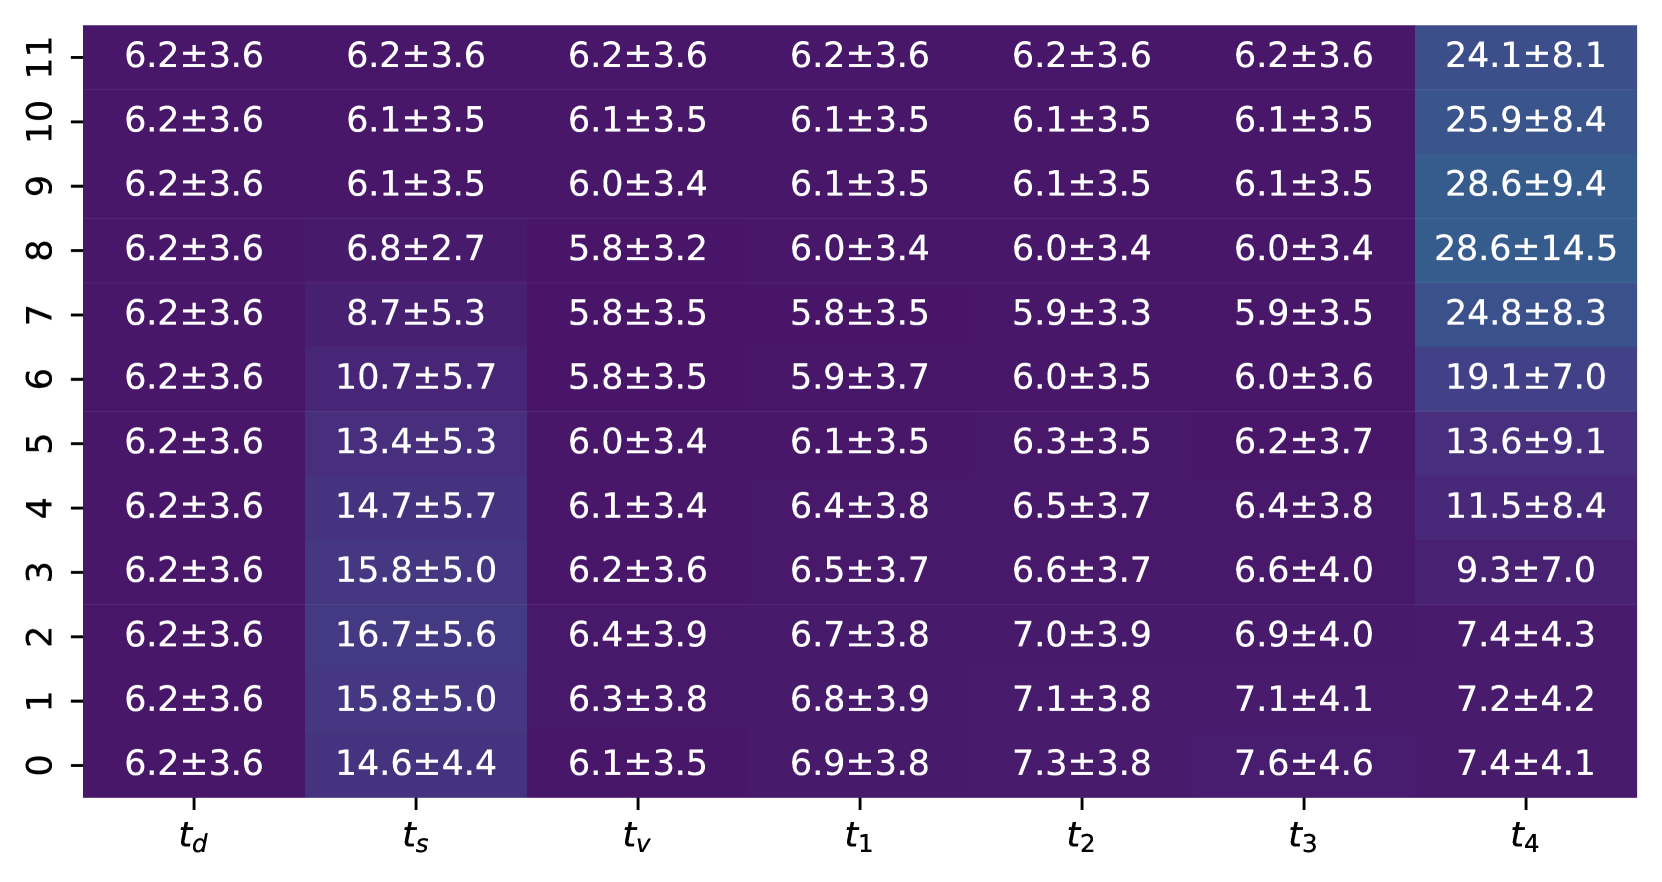 11 6.2±3.6 6.2±3.6 6.2±3.6 6.2±3.6 6.2±3.6 6.2±3.6 24.1±8.1
10 6.2±3.6 6.1±3.5 6.1±3.5 6.1±3.5 6.1±3.5 6.1±3.5 25.9±8.4
9 6.2±3.6 6.1±3.5 6.0±3.4 6.1±3.5 6.1±3.5 6.1±3.5 28.6±9.4
8 6.2±3.6 6.8±2.7 5.8±3.2 6.0±3.4 6.0±3.4 6.0±3.4 28.6±14.5
7 6.2±3.6 8.7±5.3 5.8±3.5 5.8±3.5 5.9±3.3 5.9±3.5 24.8±8.3
6 6.2±3.6 10.7±5.7 5.8±3.5 5.9±3.7 6.0±3.5 6.0±3.6 19.1±7.0
5 6.2±3.6 13.4±5.3 6.0±3.4 6.1±3.5 6.3±3.5 6.2±3.7 13.6±9.1
4 6.2±3.6 14.7±5.7 6.1±3.4 6.4±3.8 6.5±3.7 6.4±3.8 11.5±8.4
3 6.2±3.6 15.8±5.0 6.2±3.6 6.5±3.7 6.6±3.7 6.6±4.0 9.3±7.0
2 6.2±3.6 16.7±5.6 6.4±3.9 6.7±3.8 7.0±3.9 6.9±4.0 7.4±4.3
1 6.2±3.6 15.8±5.0 6.3±3.8 6.8±3.9 7.1±3.8 7.1±4.1 7.2±4.2
0 6.2±3.6 14.6±4.4 6.1±3.5 6.9±3.8 7.3±3.8 7.6±4.6 7.4±4.1
t_d t_s t_v t_1 t_2 t_3 t_4